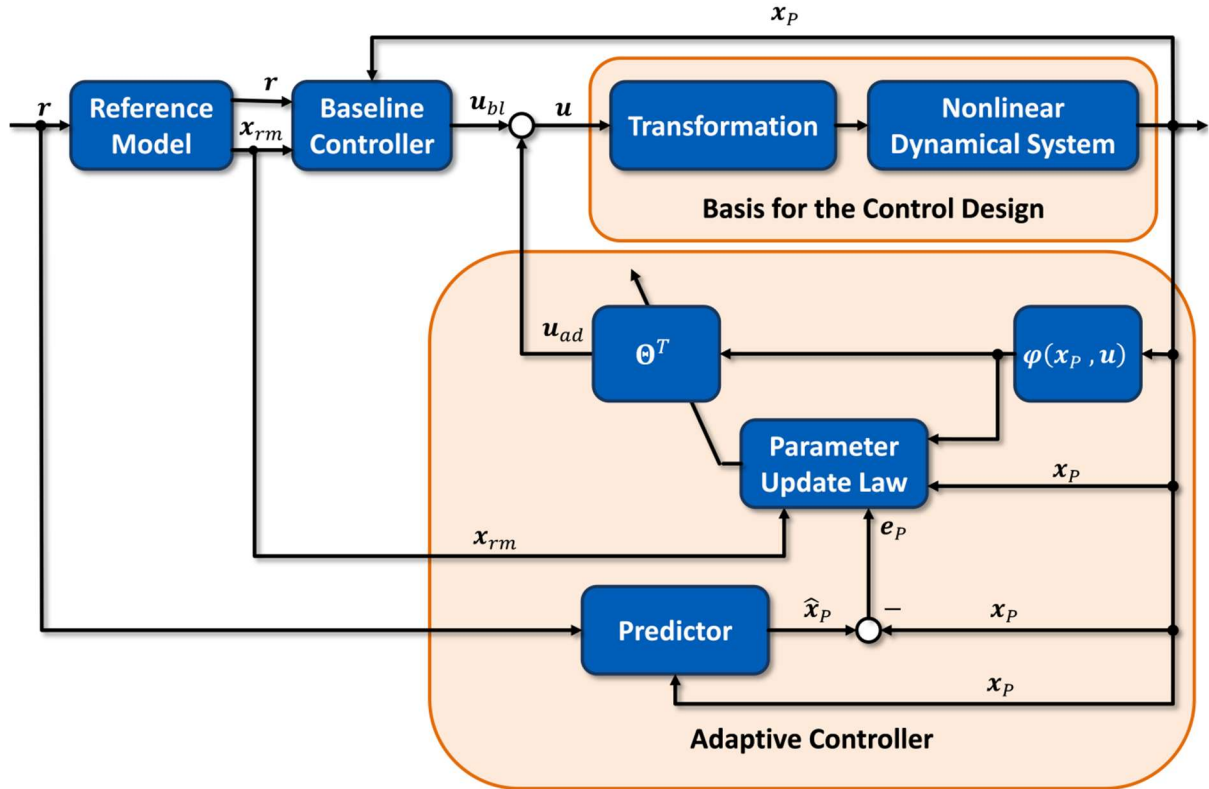 x_P
r
Reference
Model
r
x_rm
Baseline
Controller
u_bl
u
Transformation
Nonlinear
Dynamical System
Basis for the Control Design
u_ad
Θ^T
φ(x_P , u)
Parameter
Update Law
x_P
x_rm
e_P
Predictor
x̂_P
−
x_P
x_P
Adaptive Controller